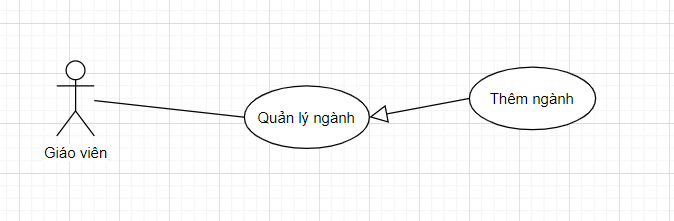 Thêm ngành
Quản lý ngành
Giáo viên